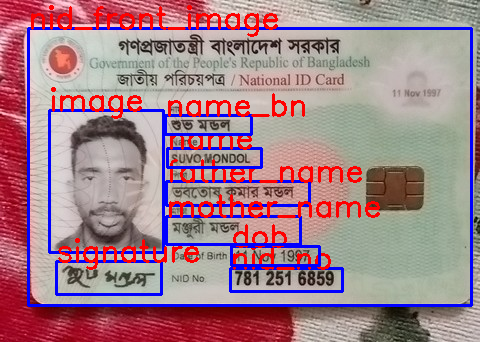 nid_front_image
গণপ্রজাতন্ত্রী বাংলাদেশ সরকার
Government of the People's Republic of Bangladesh
জাতীয় পরিচয়পত্র / National ID Card
11 Nov 1997
image
name_bn
শুভ মন্ডল
name
SUVO MONDOL
father_name
ভবতোষ কুমার মন্ডল
mother_name
মঞ্জুরী মন্ডল
signature
dob
Date of Birth 11 Nov 1997
nid_no
NID No. 781 251 6859